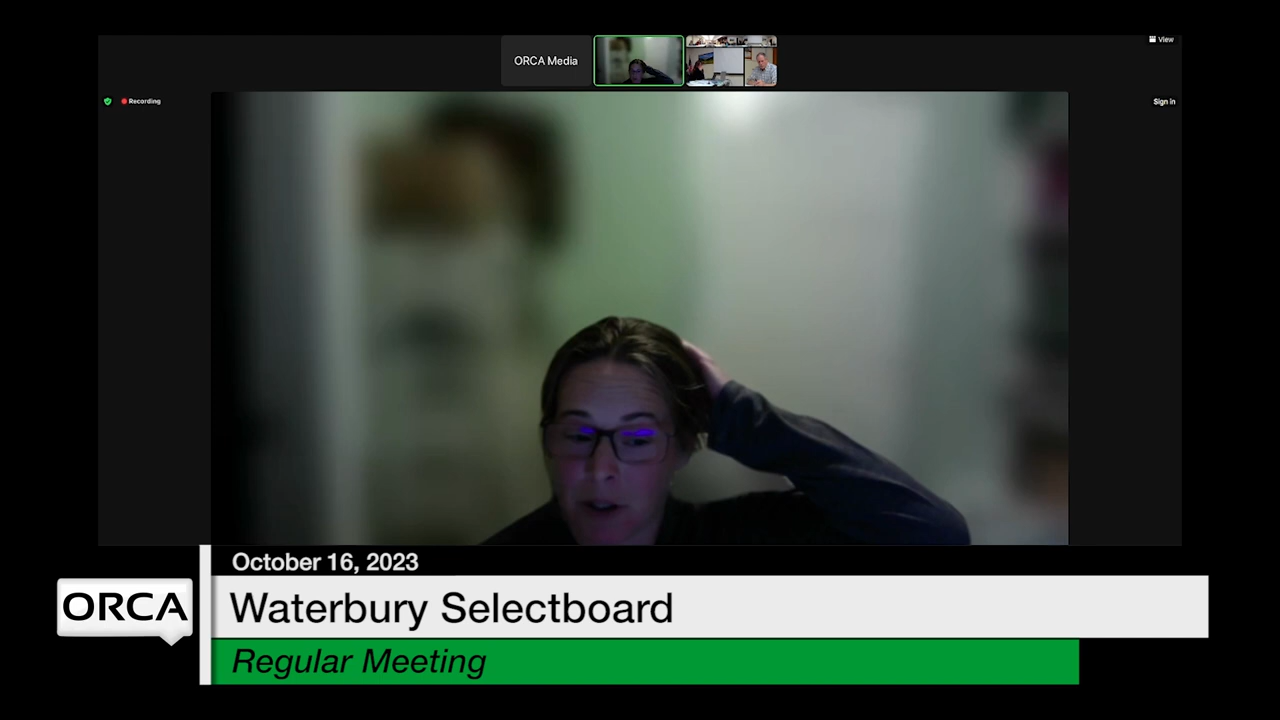 View
ORCA Media
Recording
Sign in
October 16, 2023
Waterbury Selectboard
ORCA
Regular Meeting